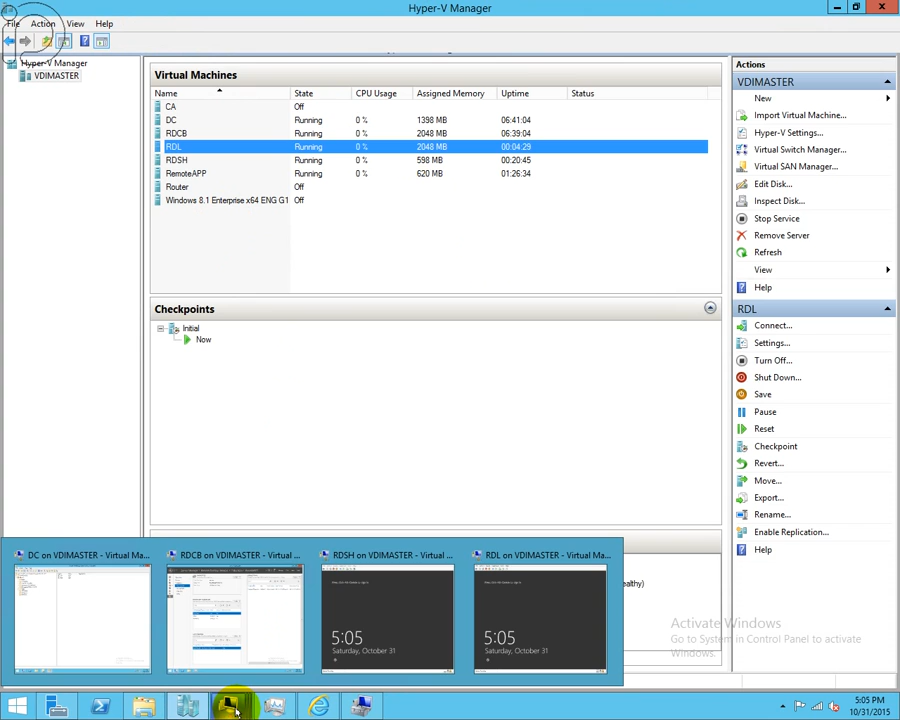 Hyper-V Manager
File Action View Help
Hyper-V Manager
VDIMASTER
Virtual Machines
Name State CPU Usage Assigned Memory Uptime Status
CA Off
DC Running 0 % 1398 MB 06:41:04
RDCB Running 0 % 2048 MB 06:39:04
RDL Running 0 % 2048 MB 00:04:29
RDSH Running 0 % 598 MB 00:20:45
RemoteAPP Running 0 % 620 MB 01:26:34
Router Off
Windows 8.1 Enterprise x64 ENG G1 Off
Checkpoints
Initial
Now
Actions
VDIMASTER
New
Import Virtual Machine...
Hyper-V Settings...
Virtual Switch Manager...
Virtual SAN Manager...
Edit Disk...
Inspect Disk...
Stop Service
Remove Server
Refresh
View
Help
RDL
Connect...
Settings...
Turn Off...
Shut Down...
Save
Pause
Reset
Checkpoint
Revert...
Move...
Export...
Rename...
Enable Replication...
Help
DC on VDIMASTER - Virtual Ma...
RDCB on VDIMASTER - Virtual ...
RDSH on VDIMASTER - Virtual ...
RDL on VDIMASTER - Virtual Ma...
5:05
Saturday, October 31
5:05
Saturday, October 31
Activate Windows
Go to System in Control Panel to activate
Windows.
5:05 PM
10/31/2015